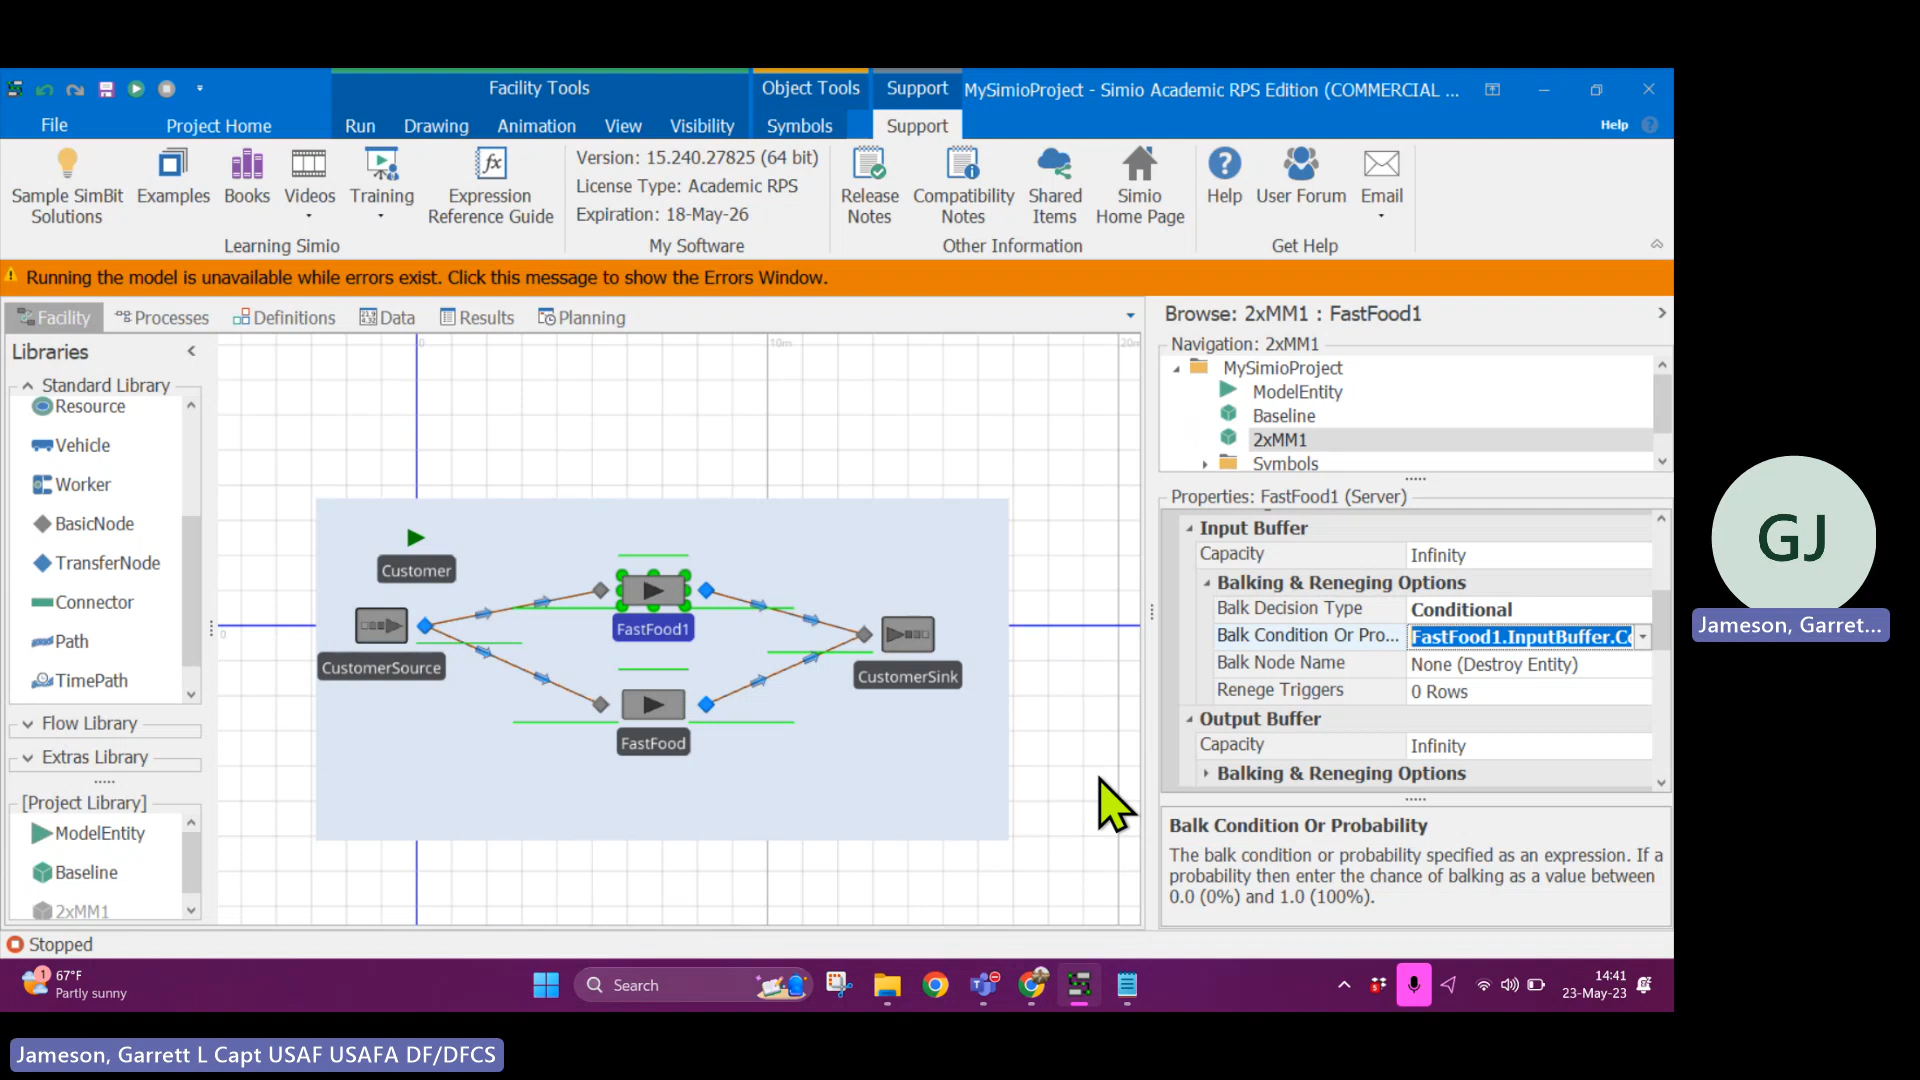 Facility Tools
Object Tools
Support
MySimioProject - Simio Academic RPS Edition (COMMERCIAL ...
File
Project Home
Run
Drawing
Animation
View
Visibility
Symbols
Support
Help
Sample SimBit
Solutions
Examples
Books
Videos
Training
Expression
Reference Guide
Learning Simio
Version: 15.240.27825 (64 bit)
License Type: Academic RPS
Expiration: 18-May-26
My Software
Release
Notes
Compatibility
Notes
Shared
Items
Simio
Home Page
Other Information
Help
User Forum
Email
Get Help
Running the model is unavailable while errors exist. Click this message to show the Errors Window.
Facility
Processes
Definitions
Data
Results
Planning
Libraries
Standard Library
Resource
Vehicle
Worker
BasicNode
TransferNode
Connector
Path
TimePath
Flow Library
Extras Library
[Project Library]
ModelEntity
Baseline
2xMM1
0
10m
20m
0
Customer
CustomerSource
FastFood1
FastFood
CustomerSink
Browse: 2xMM1 : FastFood1
Navigation: 2xMM1
MySimioProject
ModelEntity
Baseline
2xMM1
Symbols
Properties: FastFood1 (Server)
Input Buffer
Capacity
Infinity
Balking & Reneging Options
Balk Decision Type
Conditional
Balk Condition Or Pro...
FastFood1.InputBuffer.Co
Balk Node Name
None (Destroy Entity)
Renege Triggers
0 Rows
Output Buffer
Capacity
Infinity
Balking & Reneging Options
Balk Condition Or Probability
The balk condition or probability specified as an expression. If a
probability then enter the chance of balking as a value between
0.0 (0%) and 1.0 (100%).
Stopped
1
67°F
Partly sunny
Search
14:41
23-May-23
GJ
Jameson, Garret...
Jameson, Garrett L Capt USAF USAFA DF/DFCS